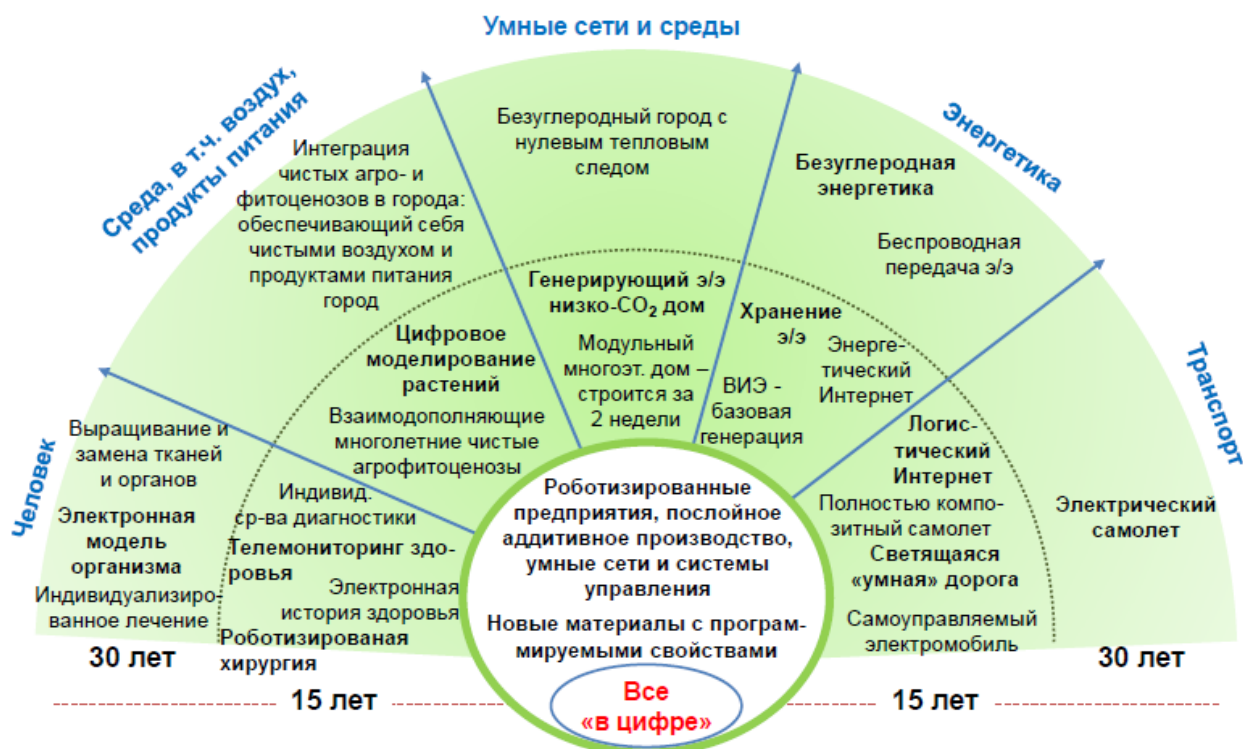 Умные сети и среды
Среда, в т.ч. воздух,
продукты питания
Энергетика
Транспорт
Человек
Интеграция
чистых агро- и
фитоценозов в города:
обеспечивающий себя
чистыми воздухом и
продуктами питания
город
Цифровое
моделирование
растений
Взаимодополняющие
многолетние чистые
агрофитоценозы
Безуглеродный город с
нулевым тепловым
следом
Генерирующий э/э
низко-CO₂ дом
Модульный
многоэт. дом –
строится за
2 недели
Безуглеродная
энергетика
Беспроводная
передача э/э
Хранение
э/э
Энерге-
тический
Интернет
ВИЭ -
базовая
генерация
Логис-
тический
Интернет
Полностью компо-
зитный самолет
Светящаяся
«умная» дорога
Самоуправляемый
электромобиль
Электрический
самолет
Выращивание и
замена тканей
и органов
Электронная
модель
организма
Индивидуализиро-
ванное лечение
Индивид.
ср-ва диагностики
Телемониторинг здо-
ровья
Электронная
история здоровья
Роботизированая
хирургия
Роботизированные
предприятия, послойное
аддитивное производство,
умные сети и системы
управления
Новые материалы с програм-
мируемыми свойствами
Все
«в цифре»
30 лет
15 лет
15 лет
30 лет